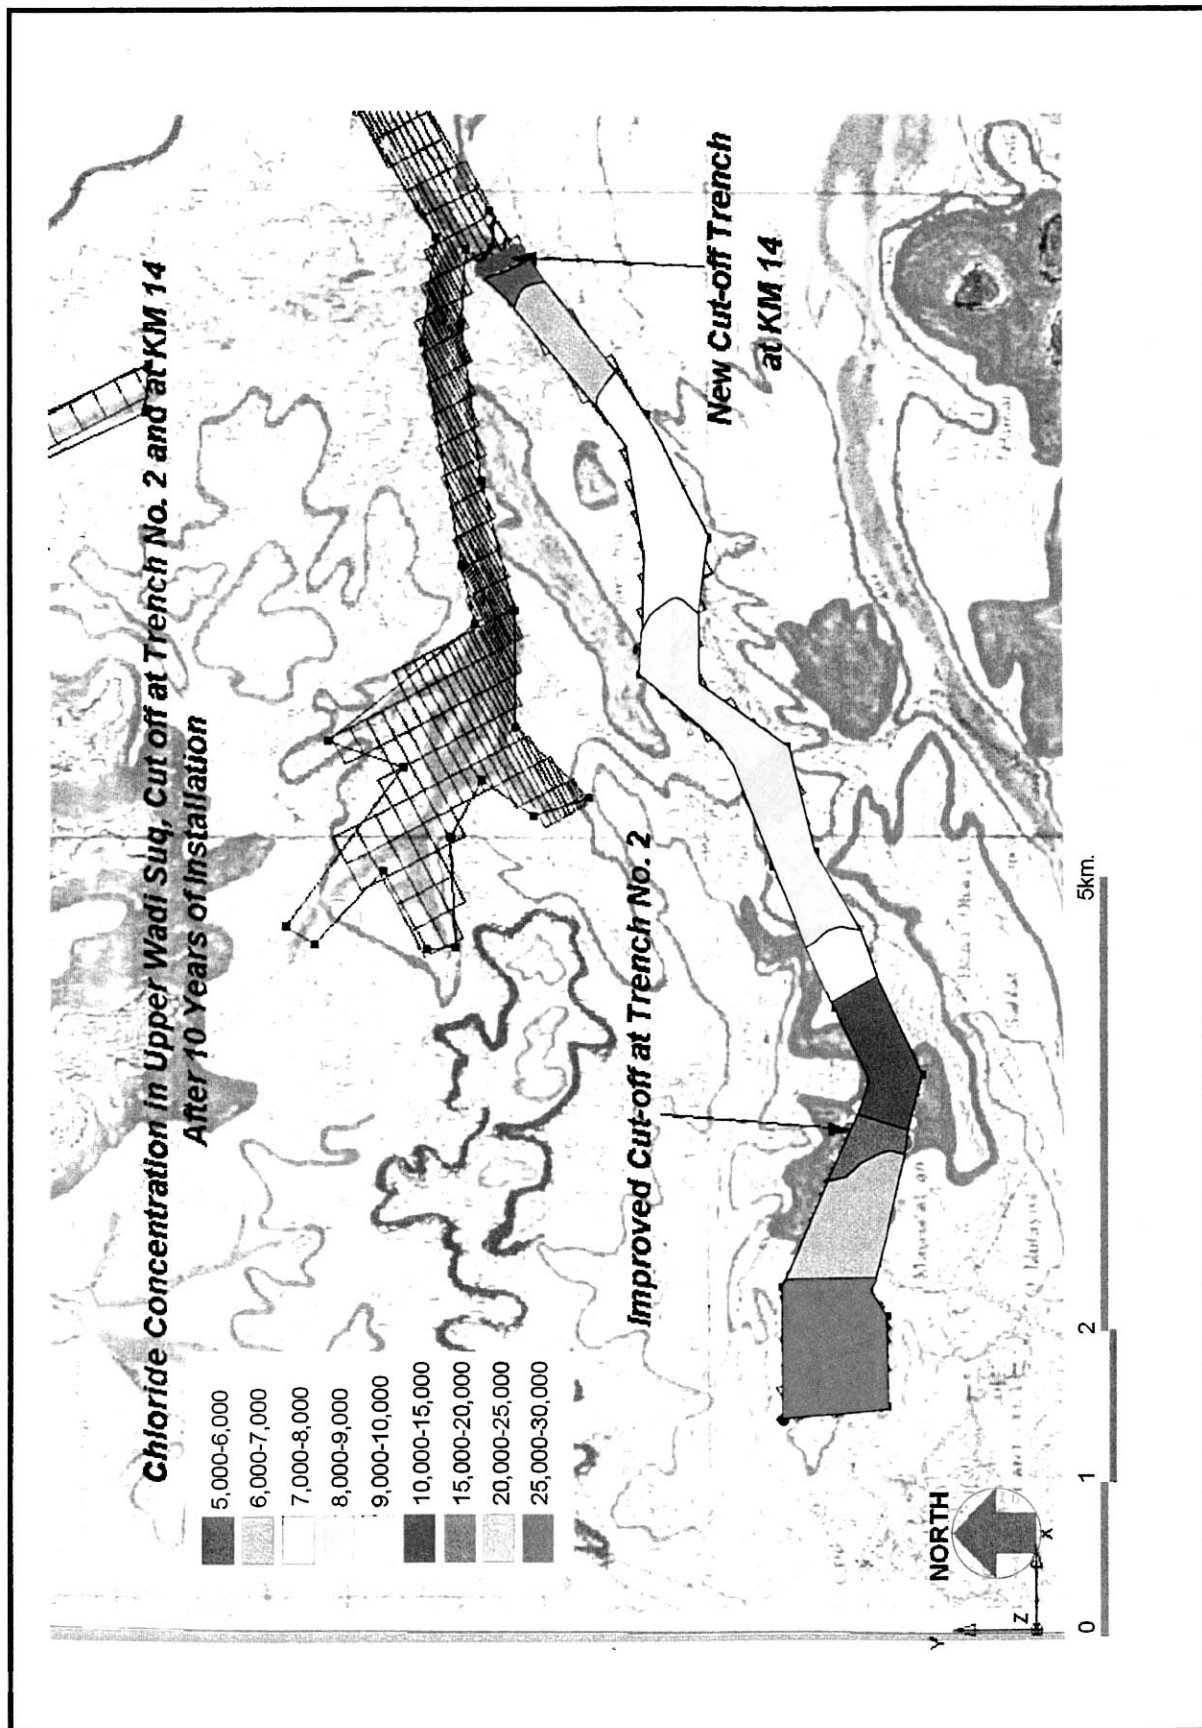 Chloride Concentration in Upper Wadi Suq, Cut off at Trench No. 2 and at KM 14
After 10 Years of Installation
5,000-6,000
6,000-7,000
7,000-8,000
8,000-9,000
9,000-10,000
10,000-15,000
15,000-20,000
20,000-25,000
25,000-30,000
Improved Cut-off at Trench No. 2
New Cut-off Trench
at KM 14
NORTH
Y
Z
X
0
1
2
5km.